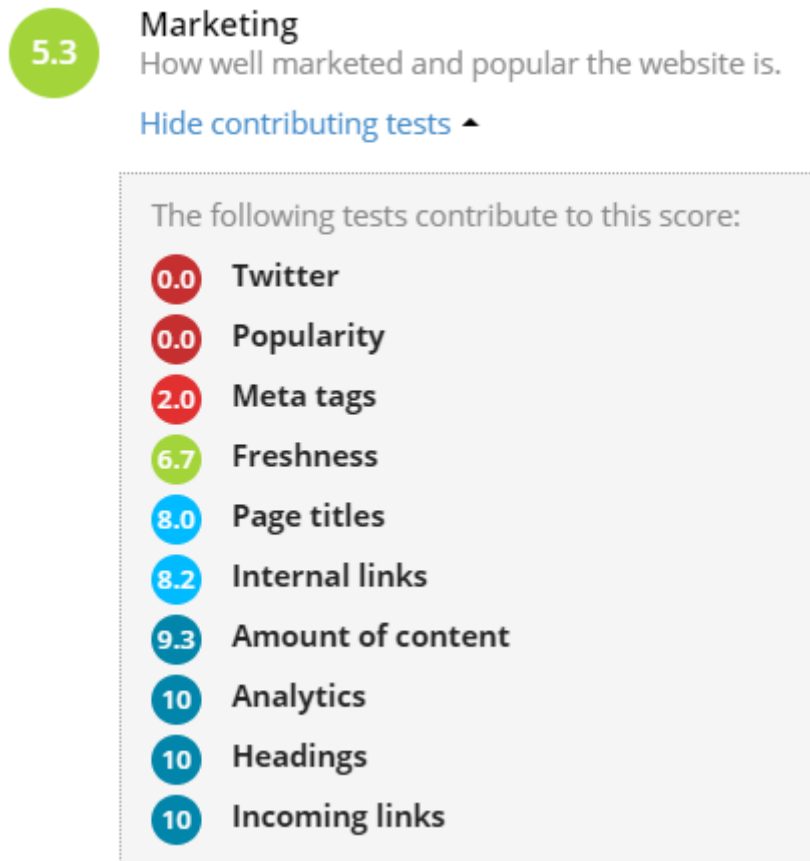 5.3 Marketing
How well marketed and popular the website is.
Hide contributing tests
The following tests contribute to this score:
0.0 Twitter
0.0 Popularity
2.0 Meta tags
6.7 Freshness
8.0 Page titles
8.2 Internal links
9.3 Amount of content
10 Analytics
10 Headings
10 Incoming links